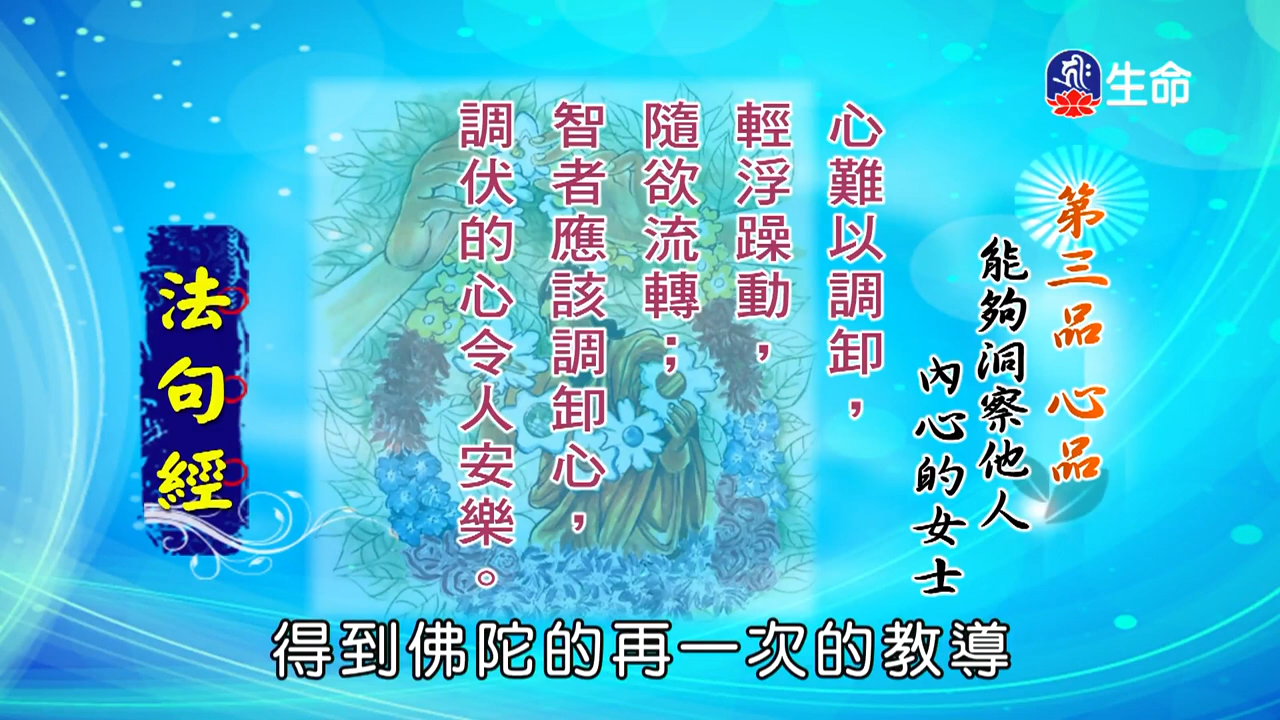 生命
第三品 心品
能夠洞察他人
內心的女士
心難以調卸，
輕浮躁動，
隨欲流轉；
智者應該調卸心，
調伏的心令人安樂。
法句經
得到佛陀的再一次的教導